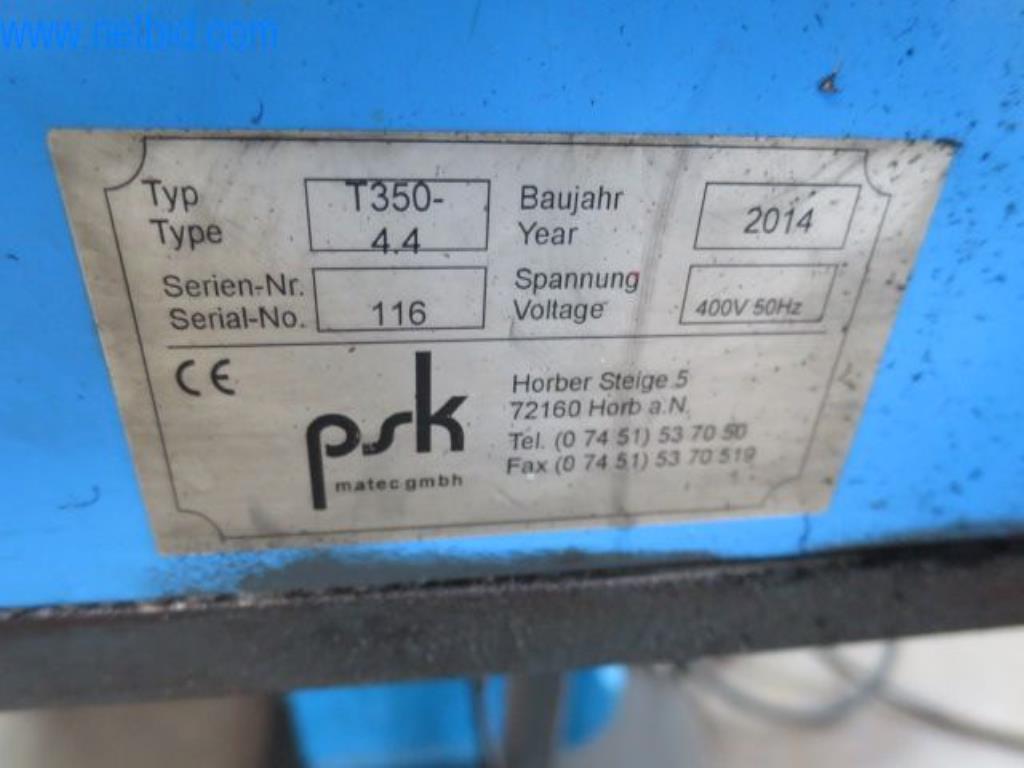 www.netbid.com
Typ
Type
T350-
4.4
Baujahr
Year
2014
Serien-Nr.
Serial-No.
116
Spannung
Voltage
400V 50Hz
CE
psk
matec gmbh
Horber Steige 5
72160 Horb a.N.
Tel. (0 74 51) 53 70 50
Fax (0 74 51) 53 70 519